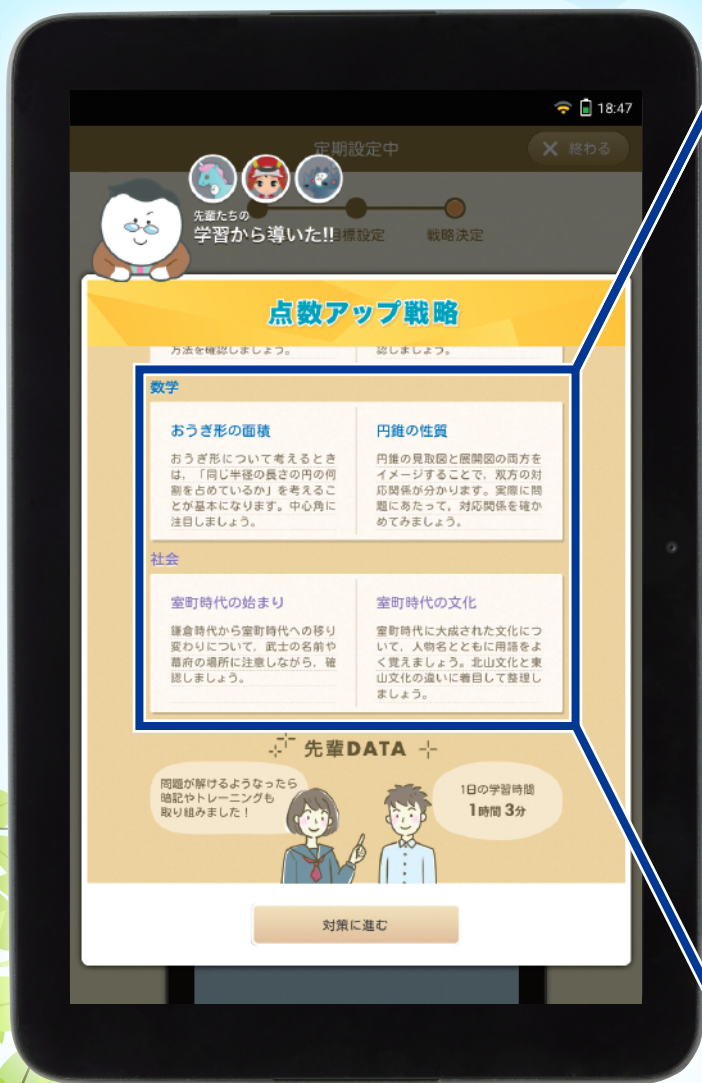 18:47
定期設定中
× 終わる
先輩たちの
学習から導いた!!
目標設定
戦略決定
点数アップ戦略
方法を確認しましょう。
認しましょう。
数学
おうぎ形の面積
おうぎ形について考えるとき
は，「同じ半径の長さの円の何
割を占めているか」を考えるこ
とが基本になります。中心角に
注目しましょう。
円錐の性質
円錐の見取図と展開図の両方を
イメージすることで，双方の対
応関係が分かります。実際に問
題にあたって，対応関係を確か
めてみましょう。
社会
室町時代の始まり
鎌倉時代から室町時代への移り
変わりについて，武士の名前や
幕府の場所に注意しながら，確
認しましょう。
室町時代の文化
室町時代に大成された文化につ
いて，人物名とともに用語をよ
く覚えましょう。北山文化と東
山文化の違いに着目して整理し
ましょう。
先輩DATA
問題が解けるようなったら
暗記やトレーニングも
取り組みました！
1日の学習時間
1時間 3分
対策に進む